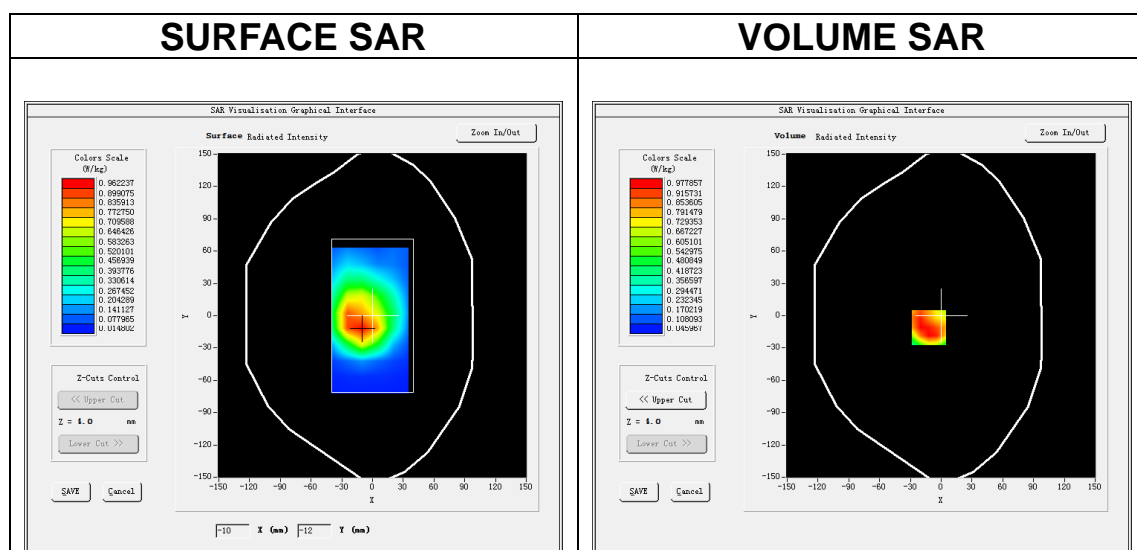 SURFACE SAR
VOLUME SAR
SAR Visualisation Graphical Interface
Surface Radiated Intensity
Zoom In/Out
Colors Scale
(W/kg)
0.962237
0.899075
0.835913
0.772750
0.709588
0.646426
0.583263
0.520101
0.456939
0.393776
0.330614
0.267452
0.204289
0.141127
0.077965
0.014802
Z-Cuts Control
<< Upper Cut
Z = 4.0 mm
Lower Cut >>
SAVE
Cancel
150
120
90
60
30
0
-30
-60
-90
-120
-150
Y
-150 -120 -90 -60 -30 0 30 60 90 120 150
X
-10 X (mm) -12 Y (mm)
SAR Visualisation Graphical Interface
Volume Radiated Intensity
Zoom In/Out
Colors Scale
(W/kg)
0.977857
0.915731
0.853605
0.791479
0.729353
0.667227
0.605101
0.542975
0.480849
0.418723
0.356597
0.294471
0.232345
0.170219
0.108093
0.045967
Z-Cuts Control
<< Upper Cut
Z = 4.0 mm
Lower Cut >>
SAVE
Cancel
150
120
90
60
30
0
-30
-60
-90
-120
-150
Y
-150 -120 -90 -60 -30 0 30 60 90 120 150
X